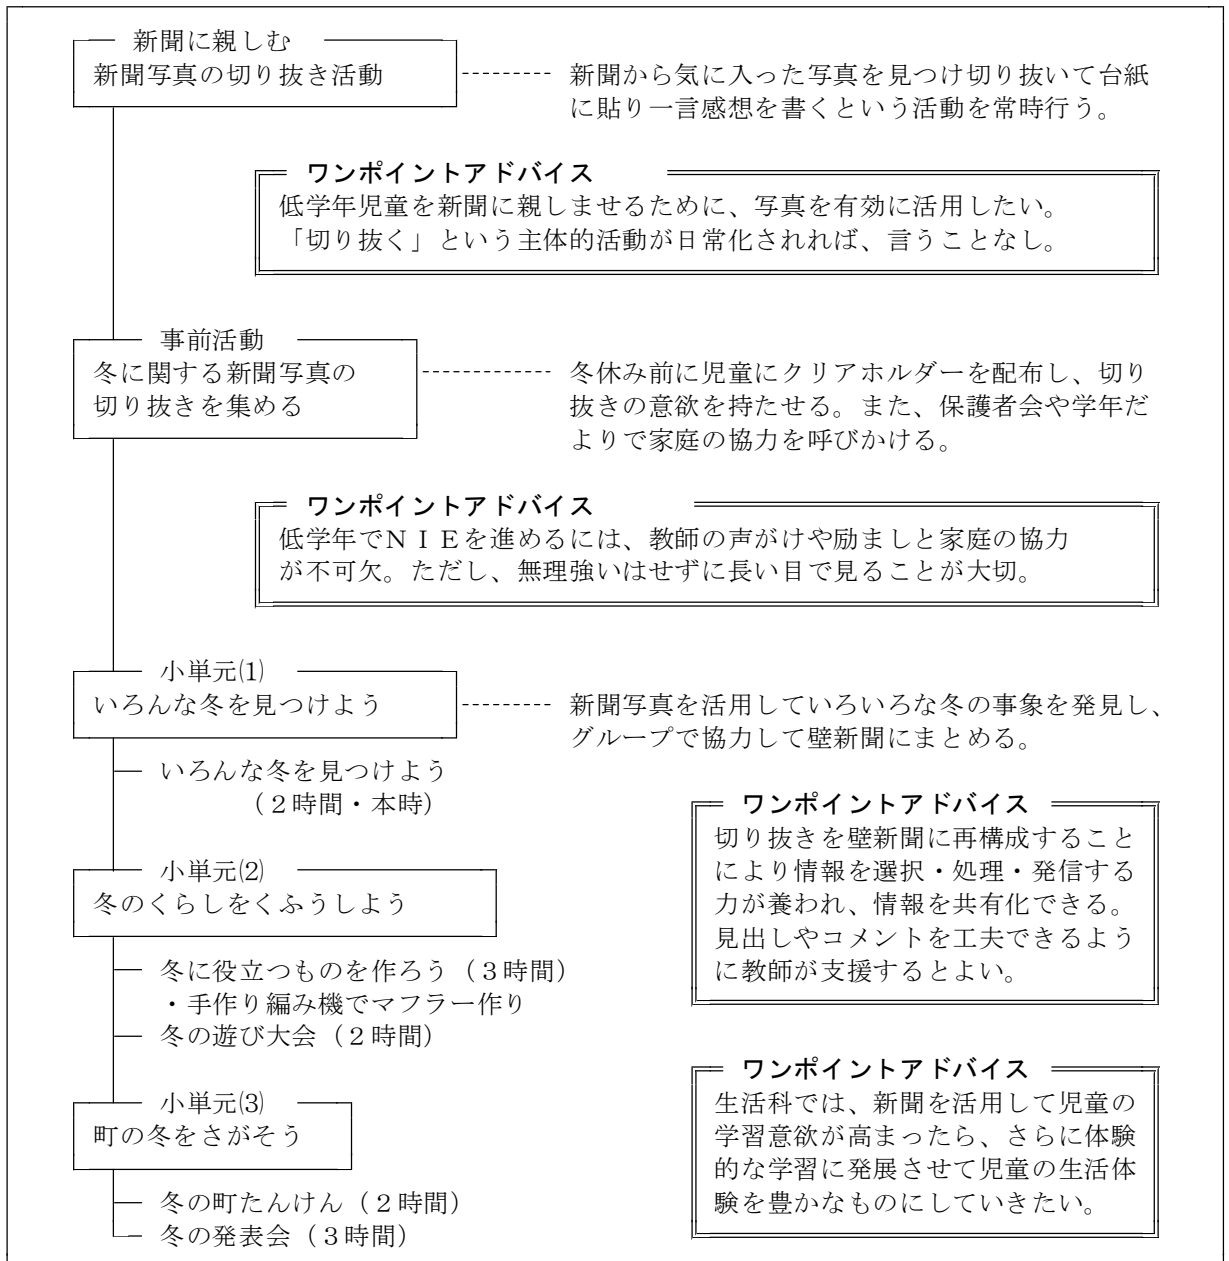 新聞に親しむ
新聞写真の切り抜き活動
新聞から気に入った写真を見つけ切り抜いて台紙
に貼り一言感想を書くという活動を常時行う。
ワンポイントアドバイス
低学年児童を新聞に親しませるために、写真を有効に活用したい。
「切り抜く」という主体的活動が日常化されれば、言うことなし。
事前活動
冬に関する新聞写真の
切り抜きを集める
冬休み前に児童にクリアホルダーを配布し、切り
抜きの意欲を持たせる。また、保護者会や学年だ
よりで家庭の協力を呼びかける。
ワンポイントアドバイス
低学年でNIEを進めるには、教師の声がけや励ましと家庭の協力
が不可欠。ただし、無理強いはせずに長い目で見ることが大切。
小単元⑴
いろんな冬を見つけよう
新聞写真を活用していろいろな冬の事象を発見し、
グループで協力して壁新聞にまとめる。
いろんな冬を見つけよう
（２時間・本時）
ワンポイントアドバイス
切り抜きを壁新聞に再構成すること
により情報を選択・処理・発信する
力が養われ、情報を共有化できる。
見出しやコメントを工夫できるよう
に教師が支援するとよい。
小単元⑵
冬のくらしをくふうしよう
冬に役立つものを作ろう（３時間）
・手作り編み機でマフラー作り
冬の遊び大会（２時間）
ワンポイントアドバイス
生活科では、新聞を活用して児童の
学習意欲が高まったら、さらに体験
的な学習に発展させて児童の生活体
験を豊かなものにしていきたい。
小単元⑶
町の冬をさがそう
冬の町たんけん（２時間）
冬の発表会（３時間）